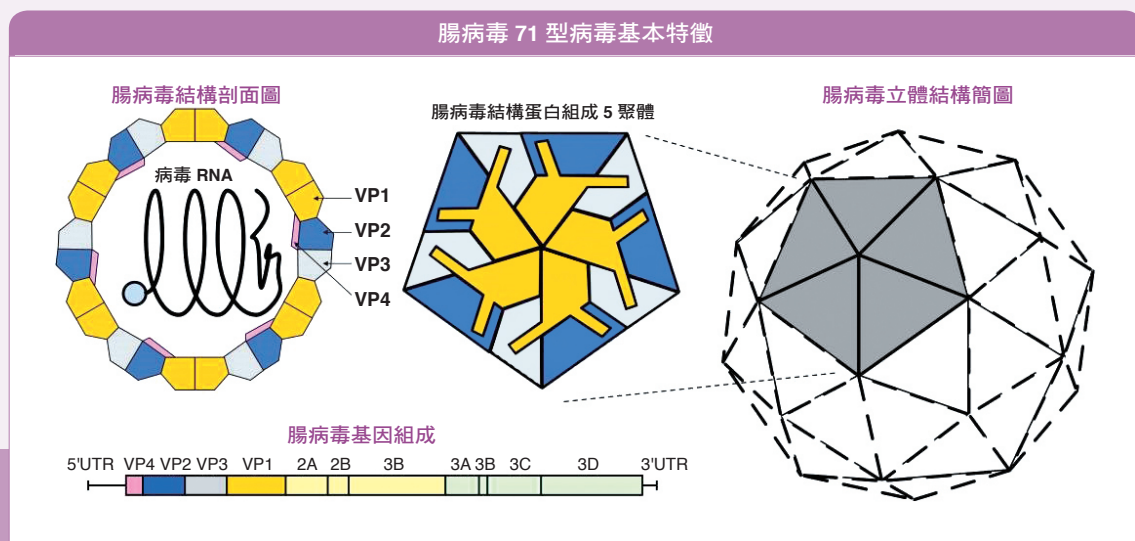 腸病毒 71 型病毒基本特徵
腸病毒結構剖面圖
病毒 RNA
VP1
VP2
VP3
VP4
腸病毒結構蛋白組成 5 聚體
腸病毒立體結構簡圖
腸病毒基因組成
5'UTR VP4 VP2 VP3 VP1 2A 2B 3B 3A 3B 3C 3D 3'UTR